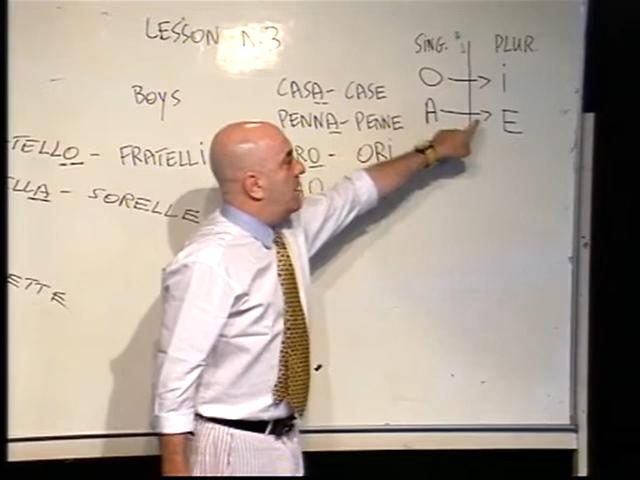 LESSON N.3
SING. PLUR.
O → i
BOYS
CASA - CASE
A → E
PENNA - PENNE
TELLO - FRATELLI
RO - ORI
LLA - SORELLE
ETTE